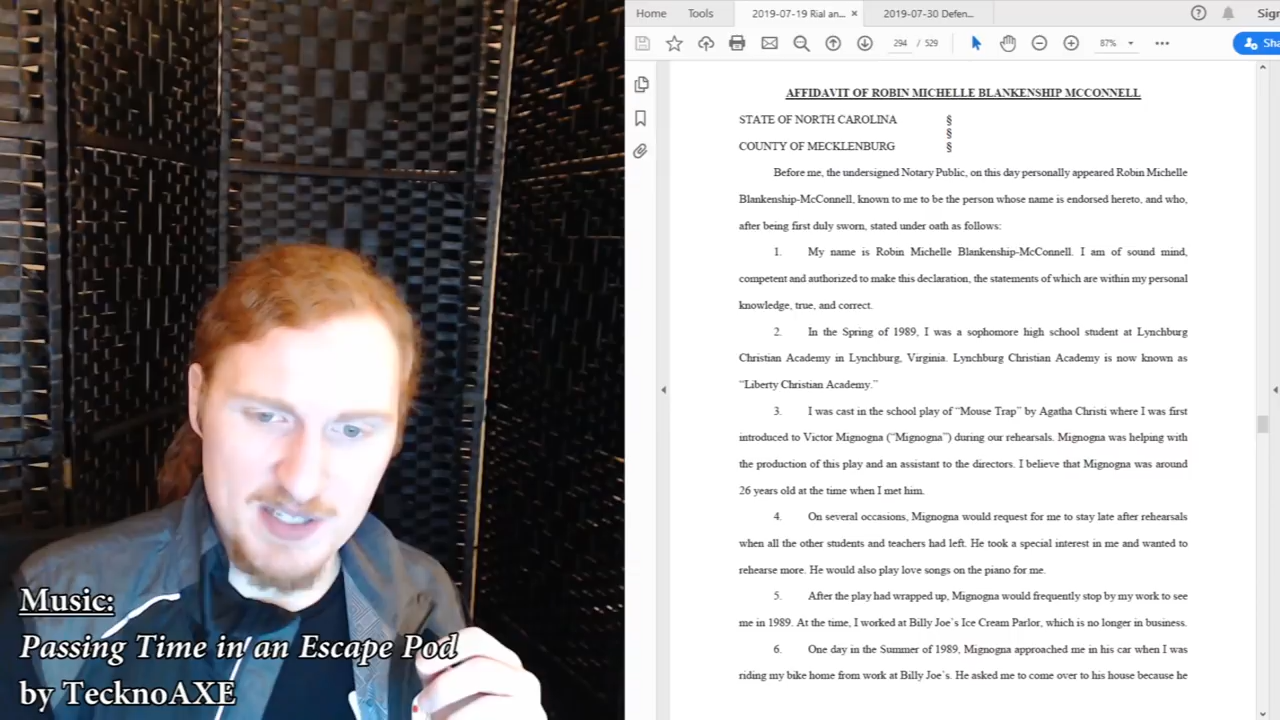 Home Tools 2019-07-19 Rial an... × 2019-07-30 Defen... Sign
294 / 529 87% Sha
AFFIDAVIT OF ROBIN MICHELLE BLANKENSHIP MCCONNELL
STATE OF NORTH CAROLINA §
§
COUNTY OF MECKLENBURG §
Before me, the undersigned Notary Public, on this day personally appeared Robin Michelle
Blankenship-McConnell, known to me to be the person whose name is endorsed hereto, and who,
after being first duly sworn, stated under oath as follows:
1. My name is Robin Michelle Blankenship-McConnell. I am of sound mind,
competent and authorized to make this declaration, the statements of which are within my personal
knowledge, true, and correct.
2. In the Spring of 1989, I was a sophomore high school student at Lynchburg
Christian Academy in Lynchburg, Virginia. Lynchburg Christian Academy is now known as
“Liberty Christian Academy.”
3. I was cast in the school play of “Mouse Trap” by Agatha Christi where I was first
introduced to Victor Mignogna (“Mignogna”) during our rehearsals. Mignogna was helping with
the production of this play and an assistant to the directors. I believe that Mignogna was around
26 years old at the time when I met him.
4. On several occasions, Mignogna would request for me to stay late after rehearsals
when all the other students and teachers had left. He took a special interest in me and wanted to
rehearse more. He would also play love songs on the piano for me.
5. After the play had wrapped up, Mignogna would frequently stop by my work to see
me in 1989. At the time, I worked at Billy Joe's Ice Cream Parlor, which is no longer in business.
6. One day in the Summer of 1989, Mignogna approached me in his car when I was
riding my bike home from work at Billy Joe's. He asked me to come over to his house because he
Music:
Passing Time in an Escape Pod
by TecknoAXE